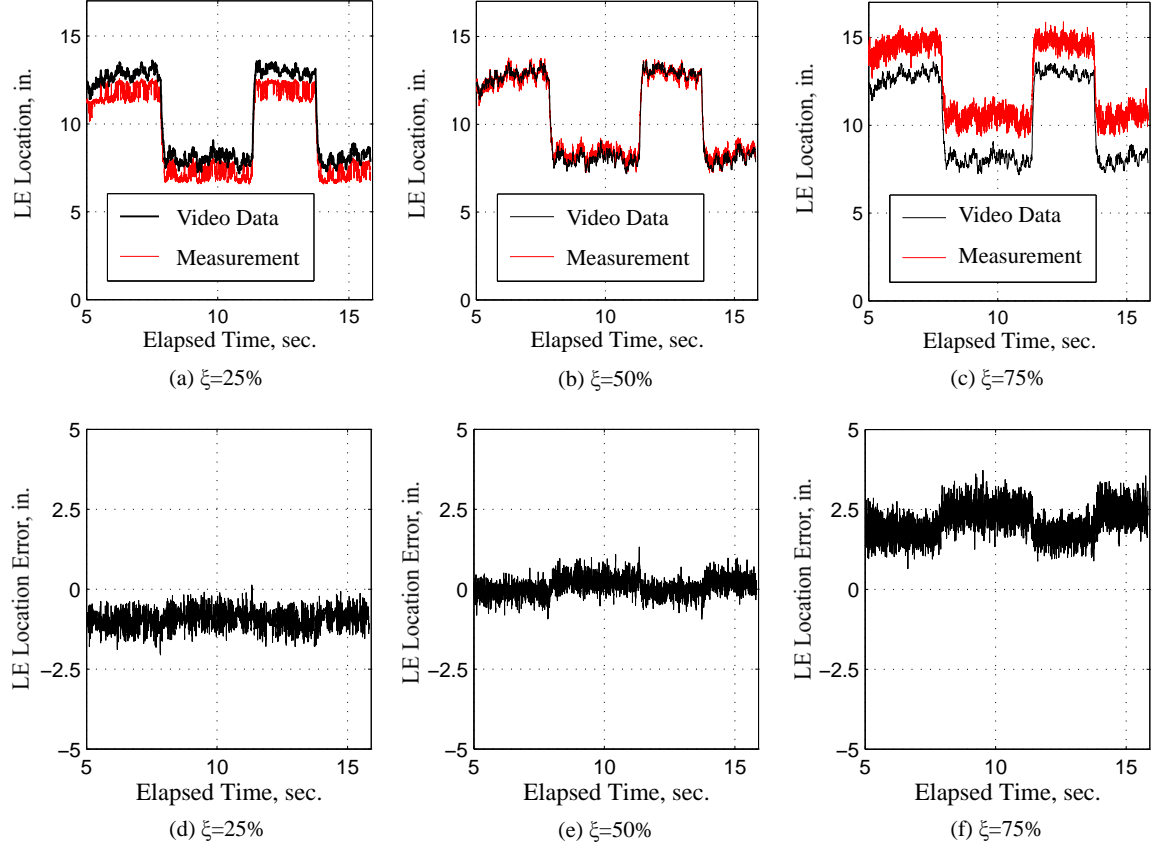 15
10
5
0
LE Location, in.
Video Data
Measurement
5
10
15
Elapsed Time, sec.
(a) ξ=25%
15
10
5
0
LE Location, in.
Video Data
Measurement
5
10
15
Elapsed Time, sec.
(b) ξ=50%
15
10
5
0
LE Location, in.
Video Data
Measurement
5
10
15
Elapsed Time, sec.
(c) ξ=75%
5
2.5
0
−2.5
−5
LE Location Error, in.
5
10
15
Elapsed Time, sec.
(d) ξ=25%
5
2.5
0
−2.5
−5
LE Location Error, in.
5
10
15
Elapsed Time, sec.
(e) ξ=50%
5
2.5
0
−2.5
−5
LE Location Error, in.
5
10
15
Elapsed Time, sec.
(f) ξ=75%